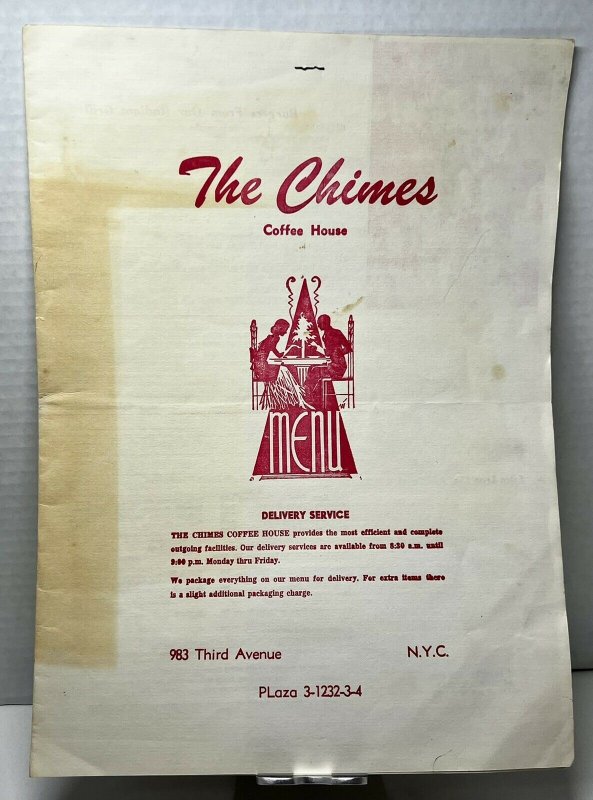 The Chimes
Coffee House
MENU
DELIVERY SERVICE
THE CHIMES COFFEE HOUSE provides the most efficient and complete
outgoing facilities. Our delivery services are available from 8:30 a.m. until
9:00 p.m. Monday thru Friday.
We package everything on our menu for delivery. For extra items there
is a slight additional packaging charge.
983 Third Avenue N.Y.C.
PLaza 3-1232-3-4